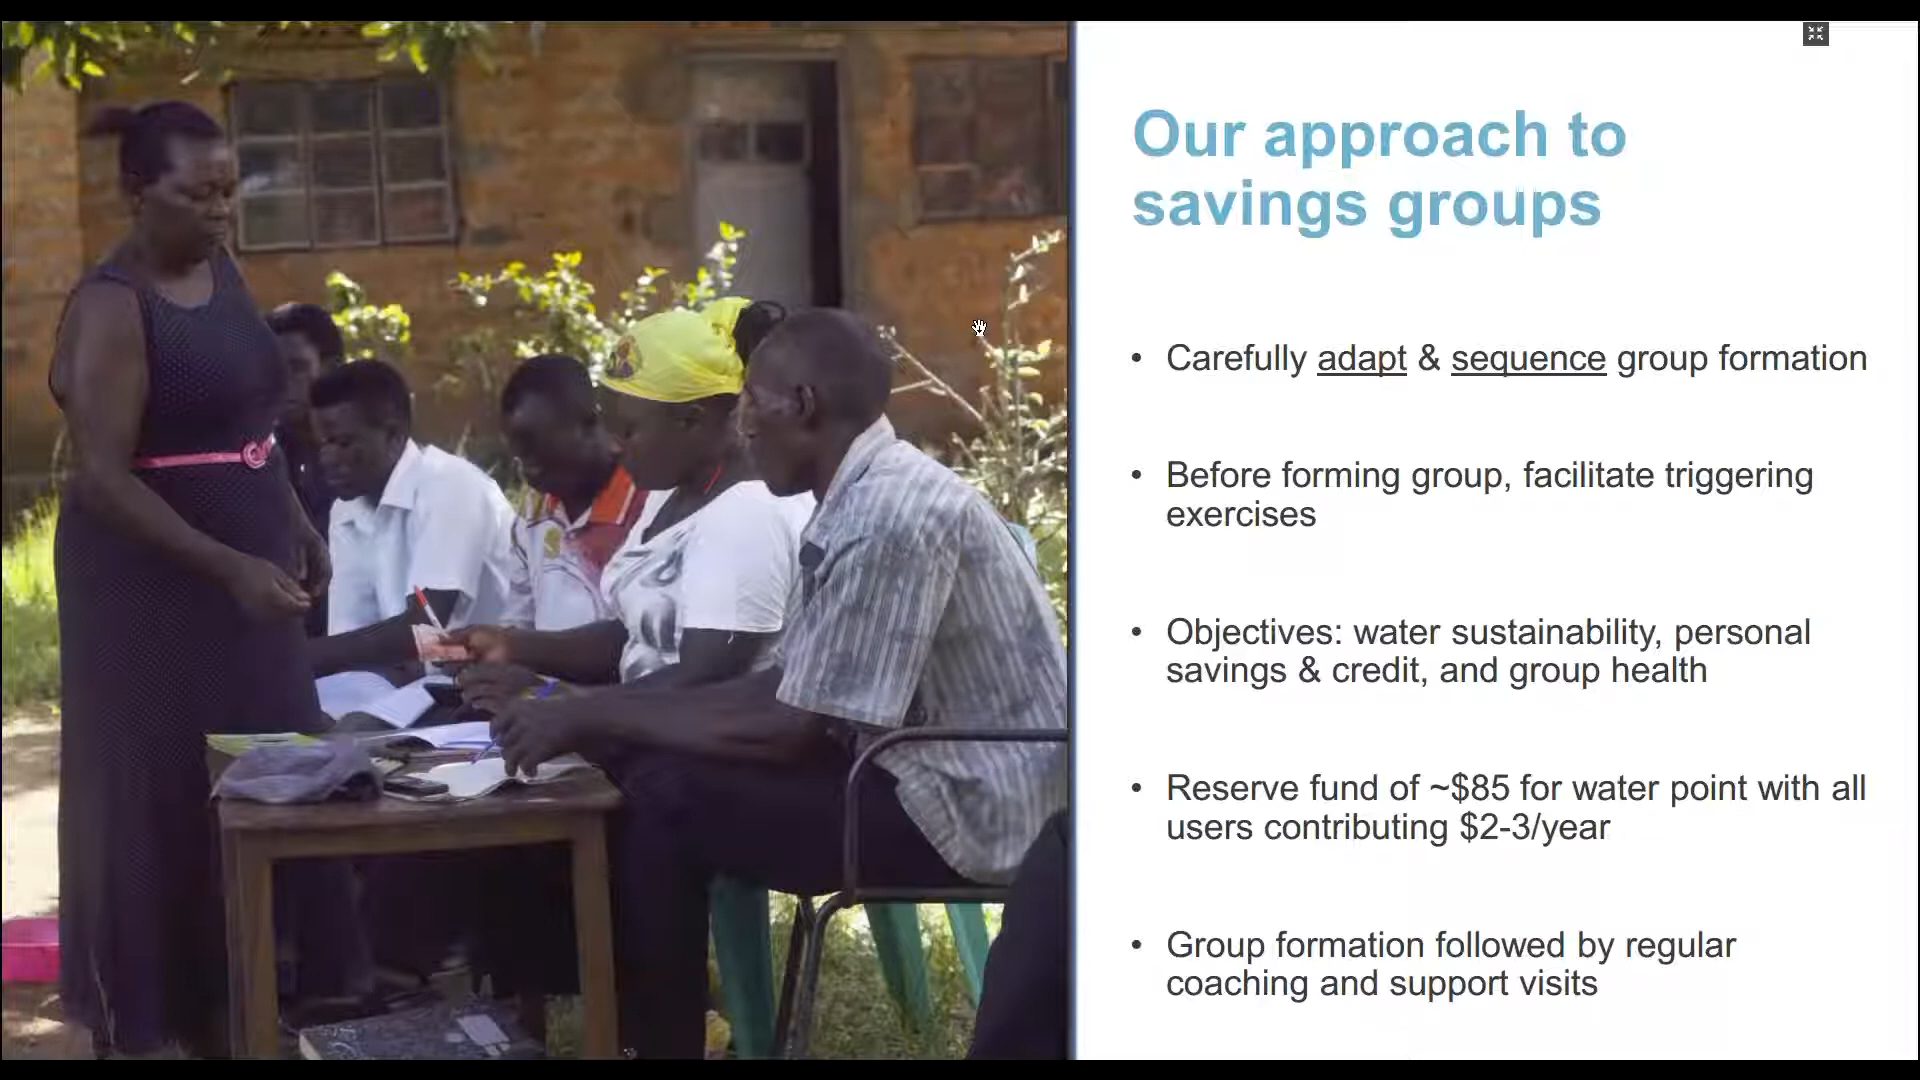 Our approach to
savings groups
• Carefully adapt & sequence group formation
• Before forming group, facilitate triggering
exercises
• Objectives: water sustainability, personal
savings & credit, and group health
• Reserve fund of ~$85 for water point with all
users contributing $2-3/year
• Group formation followed by regular
coaching and support visits